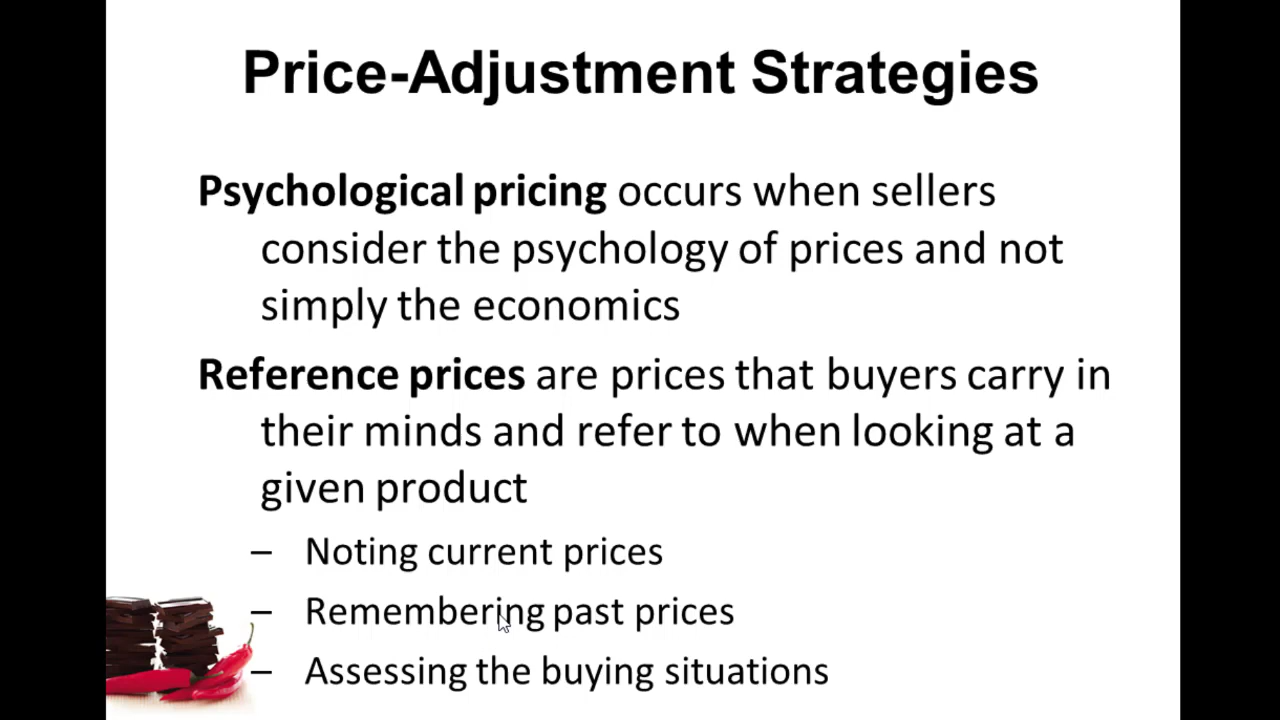 Price-Adjustment Strategies
Psychological pricing occurs when sellers
consider the psychology of prices and not
simply the economics
Reference prices are prices that buyers carry in
their minds and refer to when looking at a
given product
– Noting current prices
– Remembering past prices
– Assessing the buying situations